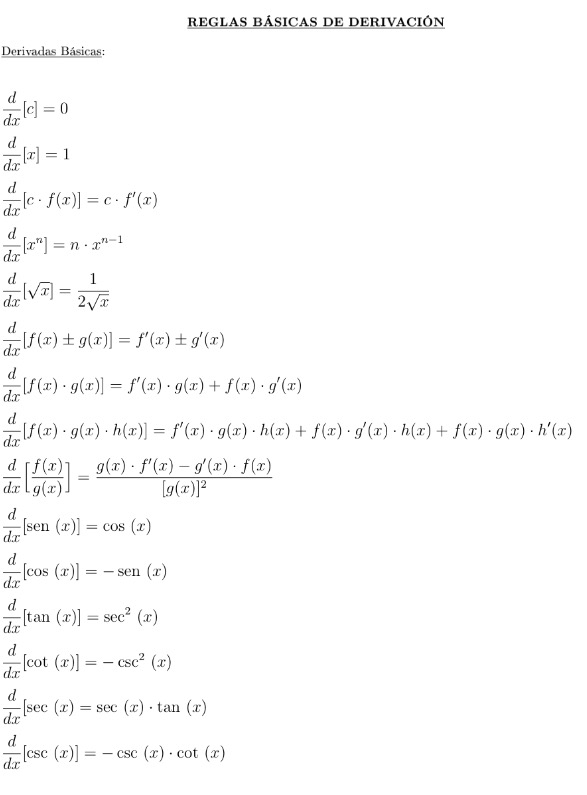 REGLAS BÁSICAS DE DERIVACIÓN
Derivadas Básicas:
d/dx[c] = 0
d/dx[x] = 1
d/dx[c · f(x)] = c · f′(x)
d/dx[xⁿ] = n · xⁿ⁻¹
d/dx[√x] = 1/(2√x)
d/dx[f(x) ± g(x)] = f′(x) ± g′(x)
d/dx[f(x) · g(x)] = f′(x) · g(x) + f(x) · g′(x)
d/dx[f(x) · g(x) · h(x)] = f′(x) · g(x) · h(x) + f(x) · g′(x) · h(x) + f(x) · g(x) · h′(x)
d/dx[f(x)/g(x)] = (g(x) · f′(x) − g′(x) · f(x))/[g(x)]²
d/dx[sen (x)] = cos (x)
d/dx[cos (x)] = − sen (x)
d/dx[tan (x)] = sec² (x)
d/dx[cot (x)] = − csc² (x)
d/dx[sec (x) = sec (x) · tan (x)
d/dx[csc (x)] = − csc (x) · cot (x)